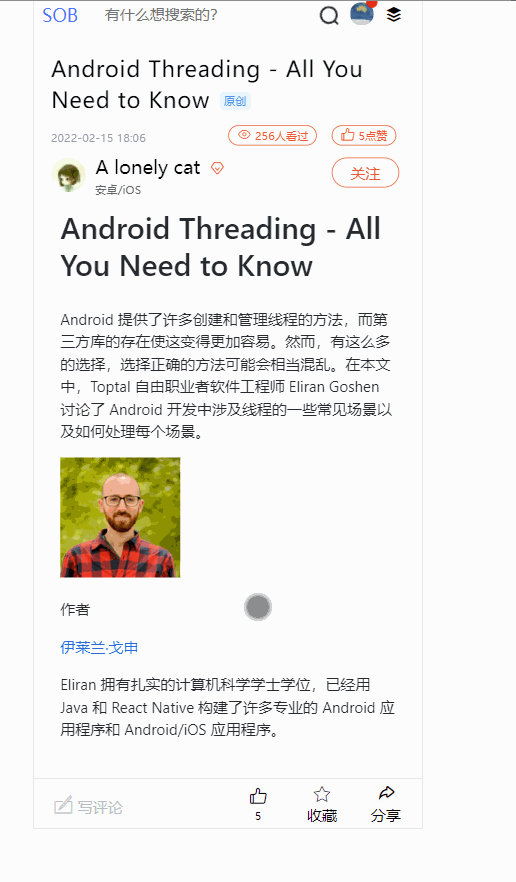 SOB 有什么想搜索的?
Android Threading - All You
Need to Know 原创
2022-02-15 18:06 256人看过 5点赞
A lonely cat
安卓/iOS
关注
Android Threading - All
You Need to Know
Android 提供了许多创建和管理线程的方法，而第
三方库的存在使这变得更加容易。然而，有这么多
的选择，选择正确的方法可能会相当混乱。在本文
中，Toptal 自由职业者软件工程师 Eliran Goshen
讨论了 Android 开发中涉及线程的一些常见场景以
及如何处理每个场景。
作者
伊莱兰·戈申
Eliran 拥有扎实的计算机科学学士学位，已经用
Java 和 React Native 构建了许多专业的 Android 应
用程序和 Android/iOS 应用程序。
写评论 5 收藏 分享